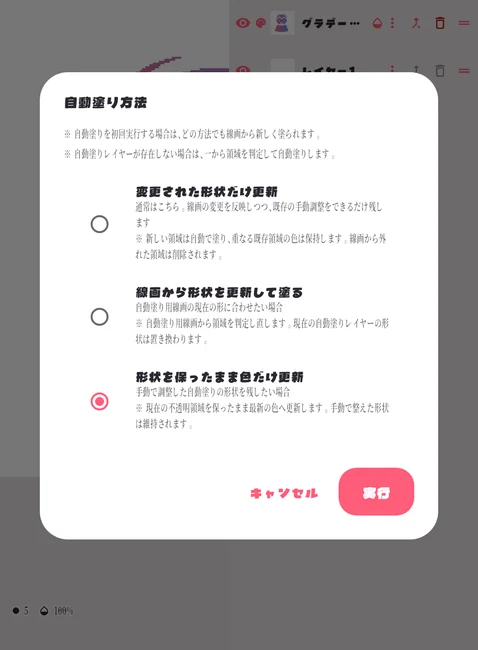 グラデー…
レイヤー1
自動塗り方法
※ 自動塗りを初回実行する場合は、どの方法でも線画から新しく塗られます。
※ 自動塗りレイヤーが存在しない場合は、一から領域を判定して自動塗りします。
変更された形状だけ更新
通常はこちら。線画の変更を反映しつつ、既存の手動調整をできるだけ残し
ます
※ 新しい領域は自動で塗り、重なる既存領域の色は保持します。線画から外
れた領域は削除されます。
線画から形状を更新して塗る
自動塗り用線画の現在の形に合わせたい場合
※ 自動塗り用線画から領域を判定し直します。現在の自動塗りレイヤーの形
状は置き換わります。
形状を保ったまま色だけ更新
手動で調整した自動塗りの形状を残したい場合
※ 現在の不透明領域を保ったまま最新の色へ更新します。手動で整えた形状
は維持されます。
キャンセル
実行
5
100%